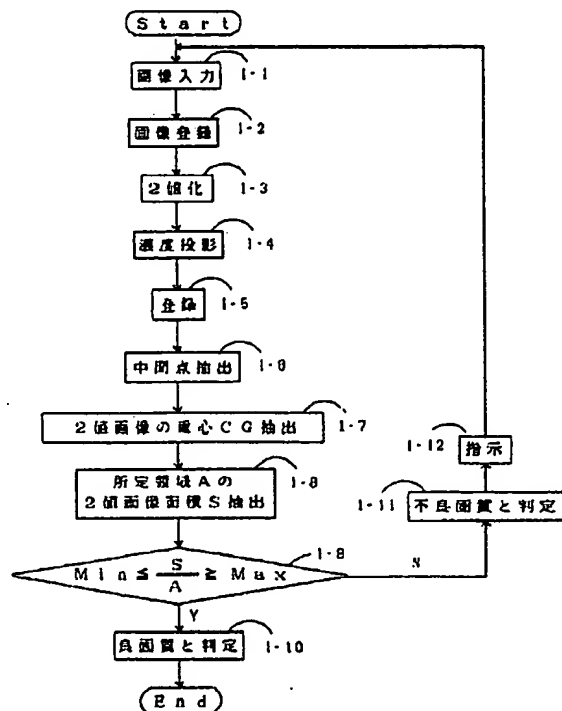 Start
画像入力
1-1
画像登録
1-2
2値化
1-3
濃度投影
1-4
登録
1-5
中間点抽出
1-6
2値画像の重心CG抽出
1-7
所定領域Aの
2値画像面積S抽出
1-8
Min≦ S/A ≧Max
1-9
N
Y
良画質と判定
1-10
不良画質と判定
1-11
指示
1-12
End